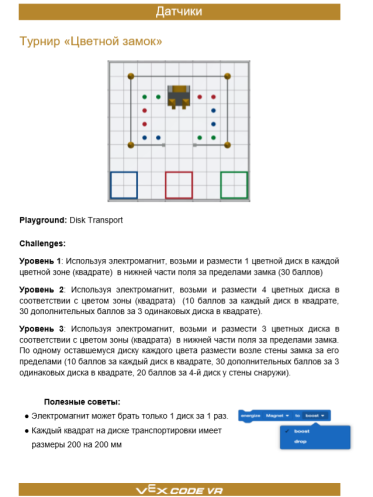 Датчики
Турнир «Цветной замок»
Playground: Disk Transport
Challenges:
Уровень 1: Используя электромагнит, возьми и размести 1 цветной диск в каждой
цветной зоне (квадрате) в нижней части поля за пределами замка (30 баллов)
Уровень 2: Используя электромагнит, возьми и размести 4 цветных диска в
соответствии с цветом зоны (квадрата) (10 баллов за каждый диск в квадрате,
30 дополнительных баллов за 3 одинаковых диска в квадрате).
Уровень 3: Используя электромагнит, возьми и размести 3 цветных диска в
соответствии с цветом зоны (квадрата) в нижней части поля за пределами замка.
По одному оставшемуся диску каждого цвета размести возле стены замка за его
пределами (10 баллов за каждый диск в квадрате, 30 дополнительных баллов за 3
одинаковых диска в квадрате, 20 баллов за 4-й диск у стены снаружи).
Полезные советы:
● Электромагнит может брать только 1 диск за 1 раз.
● Каждый квадрат на диске транспортировки имеет
размеры 200 на 200 мм
energize Magnet to boost
boost
drop
VEX CODE VR